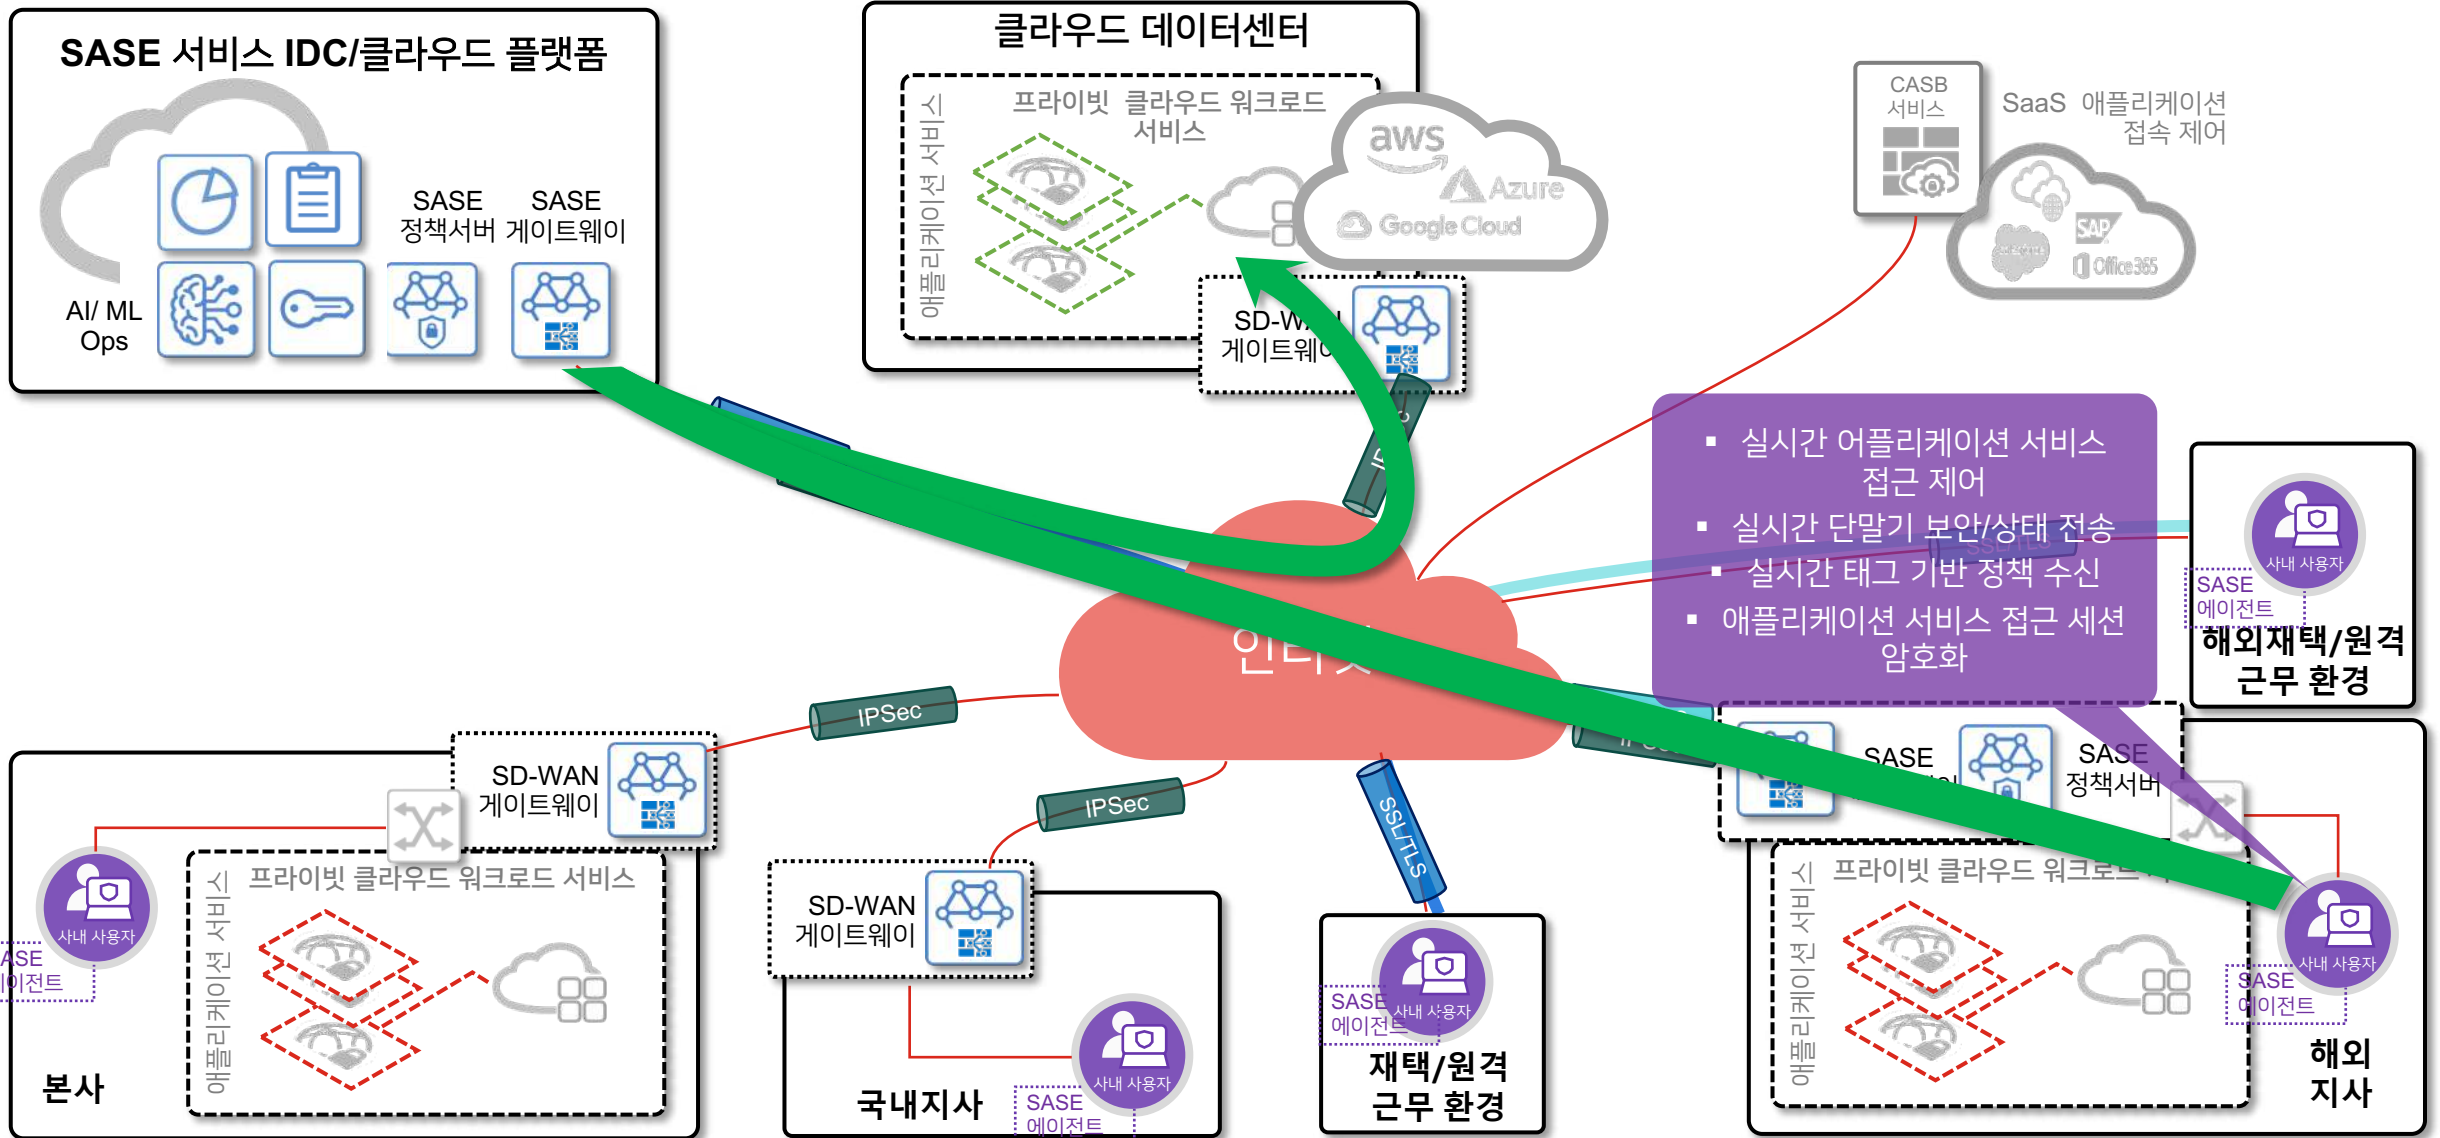 SASE 서비스 IDC/클라우드 플랫폼
SASE
정책서버
SASE
게이트웨이
AI/ ML
Ops
클라우드 데이터센터
애플리케이션 서비스
프라이빗 클라우드 워크로드
서비스
aws
Azure
Google Cloud
SD-WAN
게이트웨이
CASB
서비스
SaaS 애플리케이션
접속 제어
SAP
Office 365
▪ 실시간 어플리케이션 서비스
접근 제어
▪ 실시간 단말기 보안/상태 전송
▪ 실시간 태그 기반 정책 수신
▪ 애플리케이션 서비스 접근 세션
암호화
SSL/TLS
사내 사용자
SASE
에이전트
해외재택/원격
근무 환경
인터넷
IPSec
IPSec
SSL/TLS
SD-WAN
게이트웨이
사내 사용자
애플리케이션 서비스
프라이빗 클라우드 워크로드 서비스
본사
SD-WAN
게이트웨이
사내 사용자
SASE
에이전트
국내지사
사내 사용자
SASE
에이전트
재택/원격
근무 환경
SASE
SASE
정책서버
애플리케이션 서비스
프라이빗 클라우드 워크로드
사내 사용자
SASE
에이전트
해외
지사